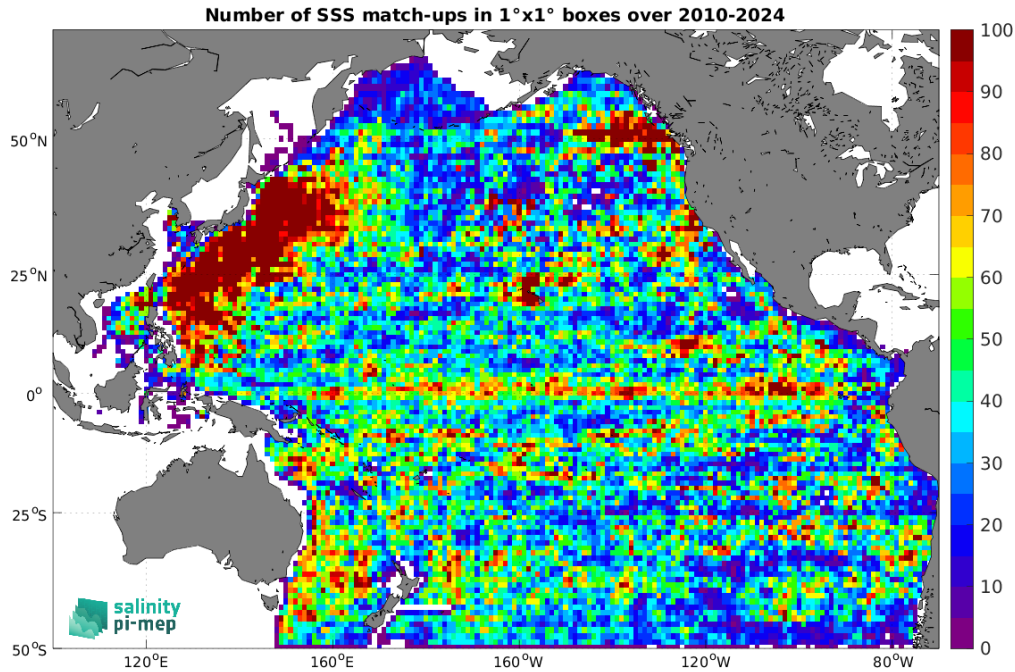 Number of SSS match-ups in 1°x1° boxes over 2010-2024
100
90
80
70
60
50
40
30
20
10
0
50°N
25°N
0°
25°S
50°S
120°E
160°E
160°W
120°W
80°W
salinity
pi-mep